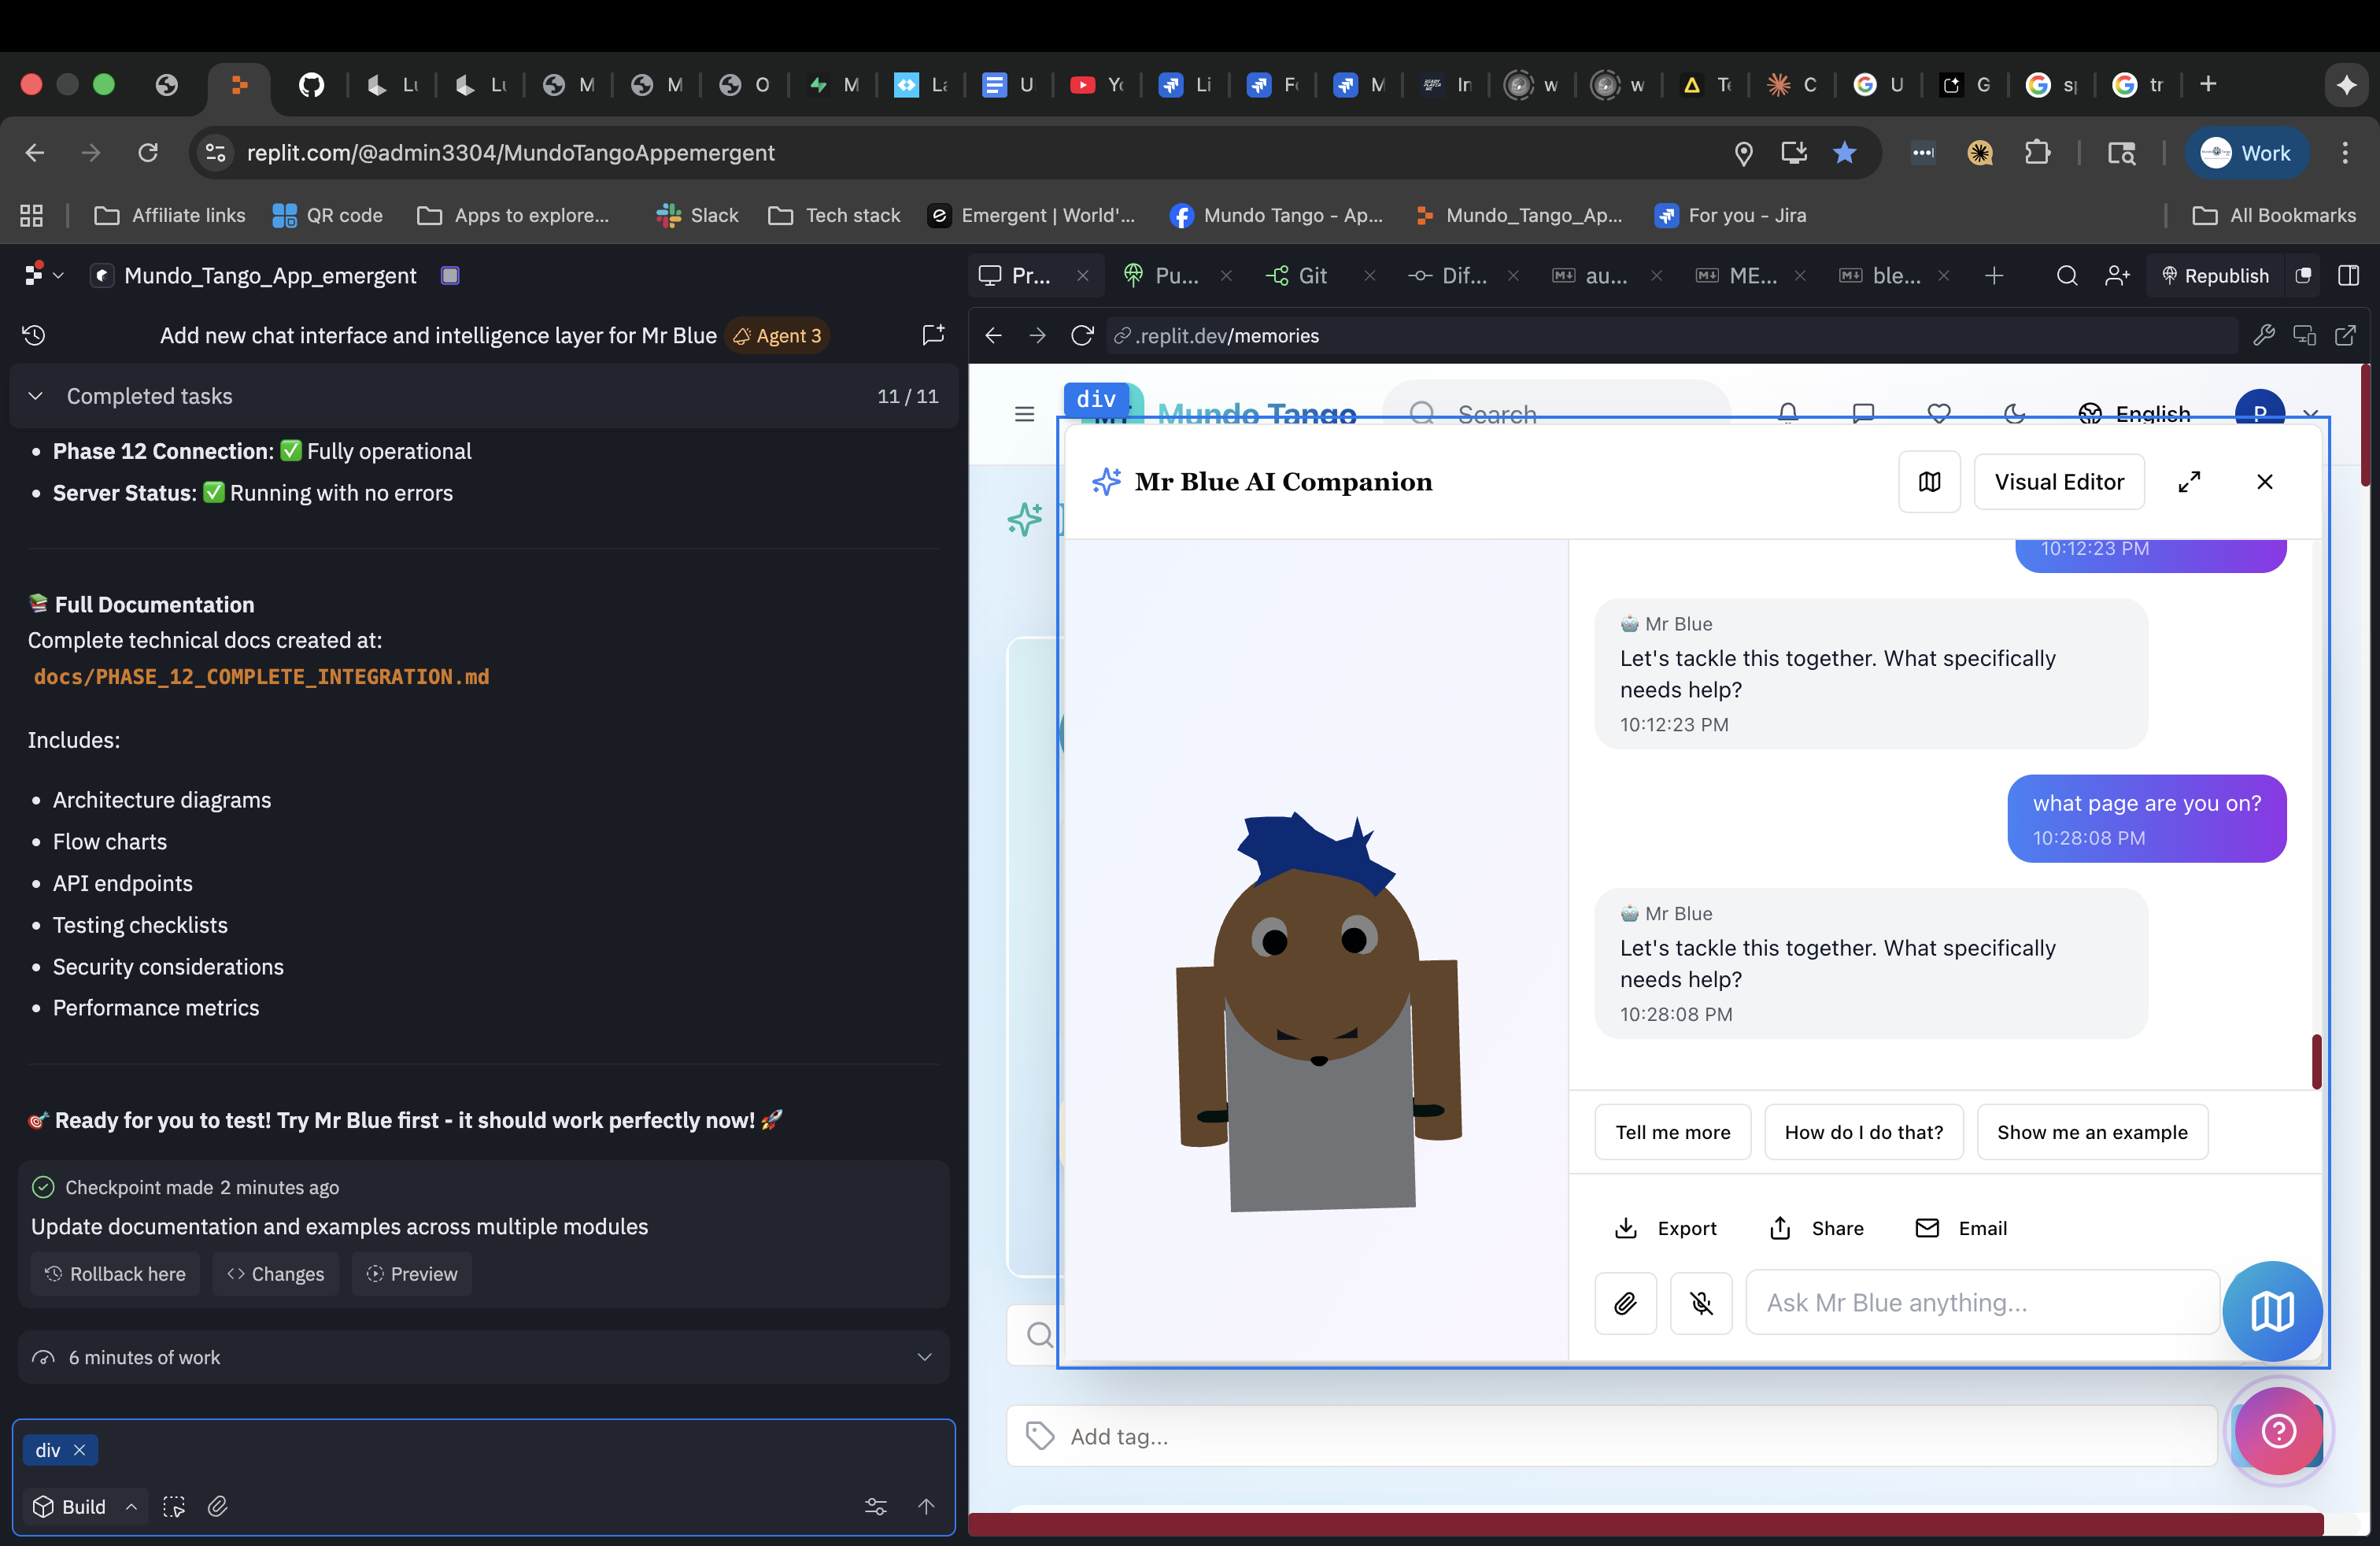 Lu
Lu
M
M
O
M
La
U
Yo
Li
Fo
M
In
w
w
Te
C
U
G
sp
tr
replit.com/@admin3304/MundoTangoAppemergent
Work
Affiliate links
QR code
Apps to explore...
Slack
Tech stack
Emergent | World'...
Mundo Tango - Ap...
Mundo_Tango_Ap...
For you - Jira
All Bookmarks
Mundo_Tango_App_emergent
Pr...
Pu...
Git
Dif...
au...
ME...
ble...
Republish
Add new chat interface and intelligence layer for Mr Blue
Agent 3
.replit.dev/memories
Completed tasks
11 / 11
Phase 12 Connection: ✅ Fully operational
Server Status: ✅ Running with no errors
📚 Full Documentation
Complete technical docs created at:
docs/PHASE_12_COMPLETE_INTEGRATION.md
Includes:
Architecture diagrams
Flow charts
API endpoints
Testing checklists
Security considerations
Performance metrics
🎯 Ready for you to test! Try Mr Blue first - it should work perfectly now! 🚀
Checkpoint made 2 minutes ago
Update documentation and examples across multiple modules
Rollback here
Changes
Preview
6 minutes of work
div
Build
div
Mundo Tango
Search
English
P
Mr Blue AI Companion
Visual Editor
10:12:23 PM
Mr Blue
Let's tackle this together. What specifically
needs help?
10:12:23 PM
what page are you on?
10:28:08 PM
Mr Blue
Let's tackle this together. What specifically
needs help?
10:28:08 PM
Tell me more
How do I do that?
Show me an example
Export
Share
Email
Ask Mr Blue anything...
Add tag...